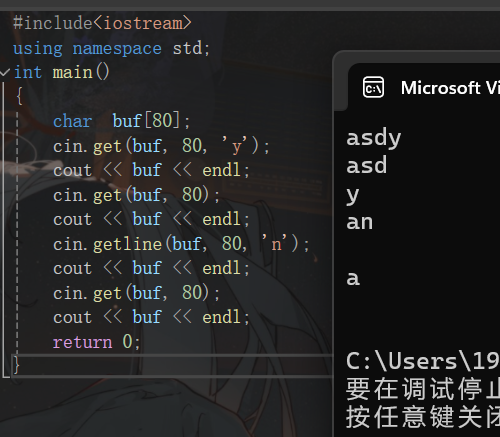 #include<iostream>
using namespace std;
int main()
{
char  buf[80];
cin.get(buf, 80, 'y');
cout << buf << endl;
cin.get(buf, 80);
cout << buf << endl;
cin.getline(buf, 80, 'n');
cout << buf << endl;
cin.get(buf, 80);
cout << buf << endl;
return 0;
}
Microsoft Vi
asdy
asd
y
an

a

C:\Users\19
要在调试停止
按任意键关闭